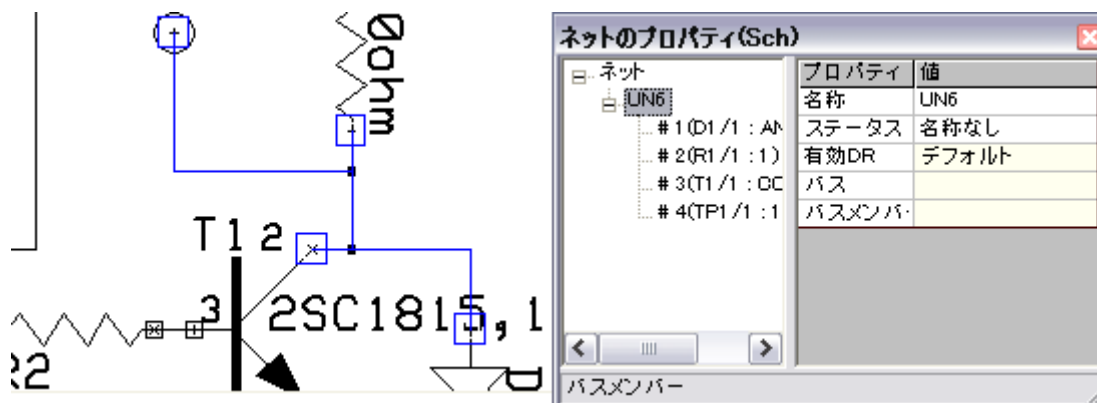 0ohm
T1
2
3
2SC1815,1
R2
ネットのプロパティ(Sch)
ネット
UN6
#1(D1/1 : AN
#2(R1/1 : 1)
#3(T1/1 : CO
#4(TP1/1 : 1
プロパティ 値
名称 UN6
ステータス 名称なし
有効DR デフォルト
バス
バスメンバ
バスメンバー